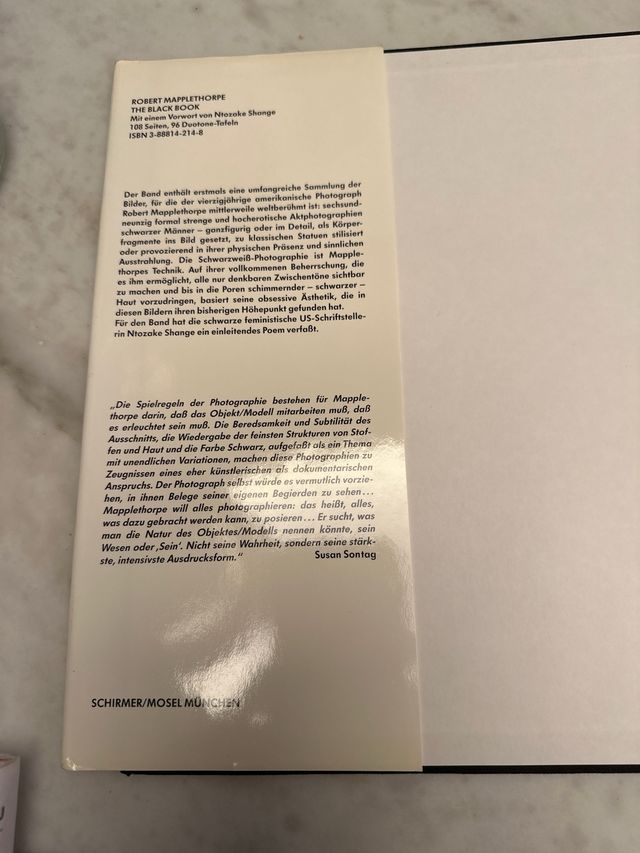 ROBERT MAPPLETHORPE
THE BLACK BOOK
Mit einem Vorwort von Ntozake Shange
108 Seiten, 96 Duotone-Tafeln
ISBN 3-88814-214-8
Der Band enthält erstmals eine umfangreiche Sammlung der
Bilder, für die der vierzigjährige amerikanische Photograph
Robert Mapplethorpe mittlerweile weltberühmt ist: sechsund-
neunzig formal strenge und hocherotische Aktphotographien
schwarzer Männer – ganzfigurig oder im Detail, als Körper-
fragmente ins Bild gesetzt, zu klassischen Statuen stilisiert
oder provozierend in ihrer physischen Präsenz und sinnlichen
Ausstrahlung. Die Schwarzweiß-Photographie ist Mapple-
thorpes Technik. Auf ihrer vollkommenen Beherrschung, die
es ihm ermöglicht, alle nur denkbaren Zwischentöne sichtbar
zu machen und bis in die Poren schimmernder – schwarzer –
Haut vorzudringen, basiert seine obsessive Ästhetik, die in
diesen Bildern ihren bisherigen Höhepunkt gefunden hat.
Für den Band hat die schwarze feministische US-Schriftstelle-
rin Ntozake Shange ein einleitendes Poem verfaßt.
„Die Spielregeln der Photographie bestehen für Mapple-
thorpe darin, daß das Objekt/Modell mitarbeiten muß, daß
es erleuchtet sein muß. Die Beredsamkeit und Subtilität des
Ausschnitts, die Wiedergabe der feinsten Strukturen von Stof-
fen und Haut und die Farbe Schwarz, aufgefaßt als ein Thema
mit unendlichen Variationen, machen diese Photographien zu
Zeugnissen eines eher künstlerischen als dokumentarischen
Anspruchs. Der Photograph selbst würde es vermutlich vorzie-
hen, in ihnen Belege seiner eigenen Begierden zu sehen...
Mapplethorpe will alles photographieren: das heißt, alles,
was dazu gebracht werden kann, zu posieren... Er sucht, was
man die Natur des Objektes/Modells nennen könnte, sein
Wesen oder ‚Sein‘. Nicht seine Wahrheit, sondern seine stärk-
ste, intensivste Ausdrucksform.“ Susan Sontag
SCHIRMER/MOSEL MÜNCHEN